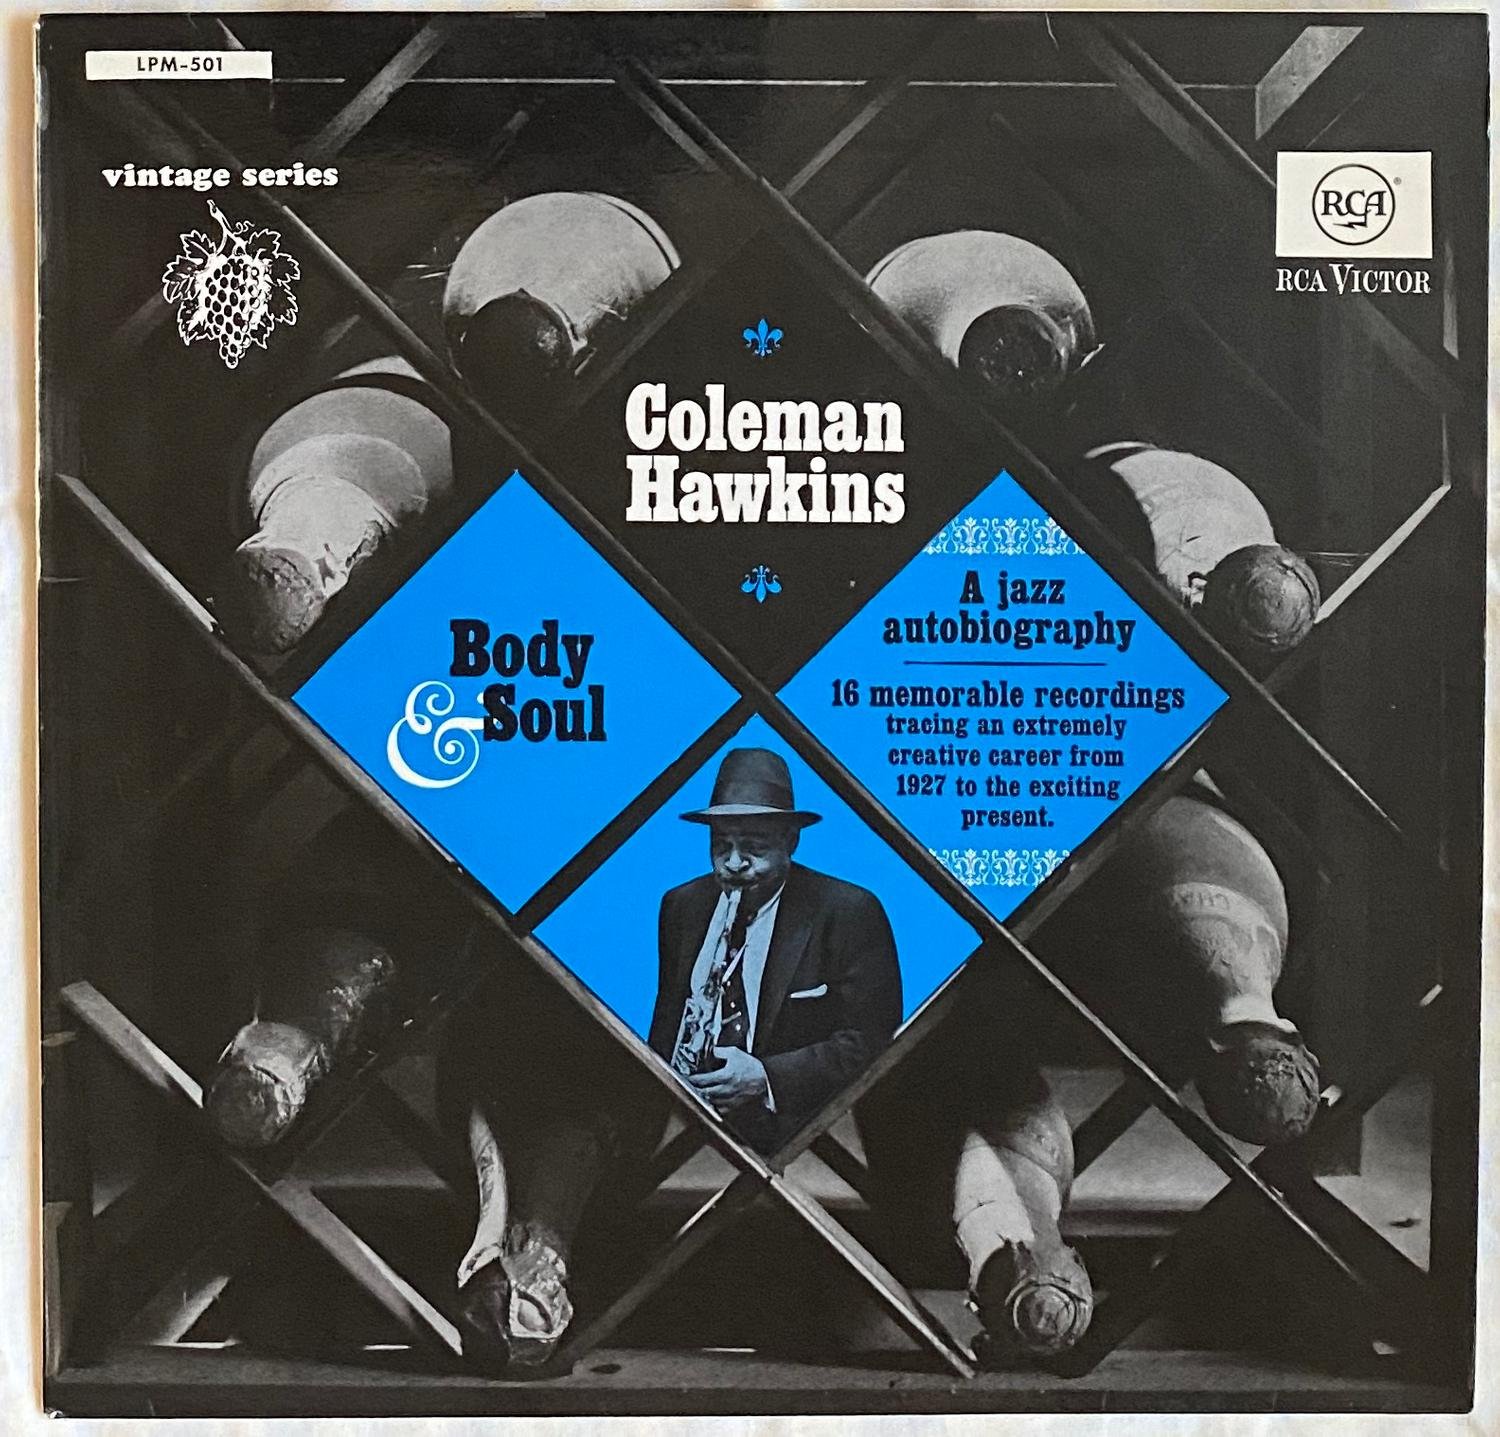 LPM-501
vintage series
RCA
RCA VICTOR
Coleman
Hawkins
Body
& Soul
A jazz
autobiography
16 memorable recordings
tracing an extremely
creative career from
1927 to the exciting
present.